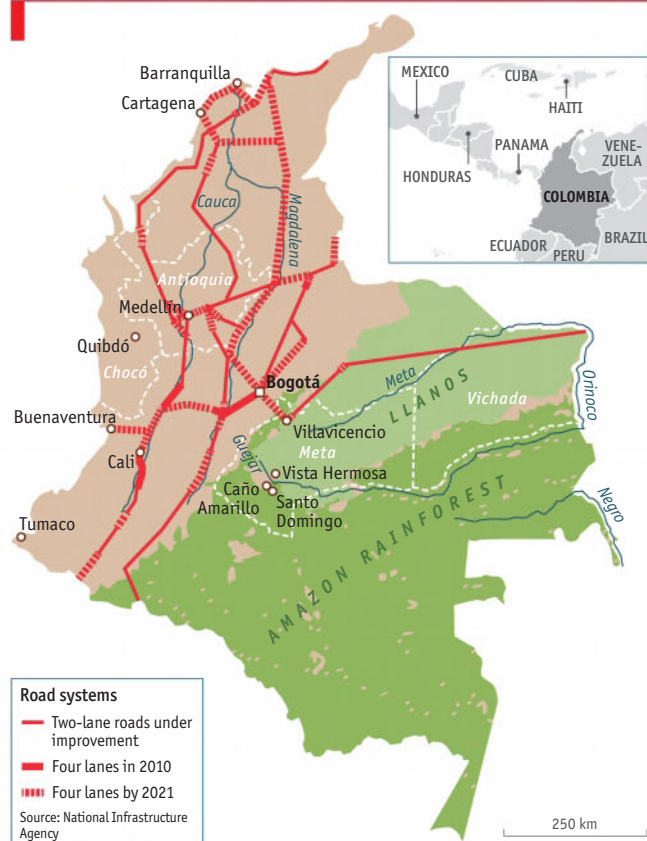 Barranquilla
Cartagena
Cauca
Magdalena
Antioquia
Medellín
Quibdó
Chocó
Bogotá
Buenaventura
Cali
Tumaco
Villavicencio
Meta
LLANOS
Vichada
Orinoco
Meta
Guejar
Vista Hermosa
Caño
Amarillo
Santo
Domingo
Negro
AMAZON RAINFOREST
MEXICO
CUBA
HAITI
PANAMA
HONDURAS
VENE-
ZUELA
COLOMBIA
ECUADOR
PERU
BRAZIL
Road systems
Two-lane roads under
improvement
Four lanes in 2010
Four lanes by 2021
Source: National Infrastructure
Agency
250 km